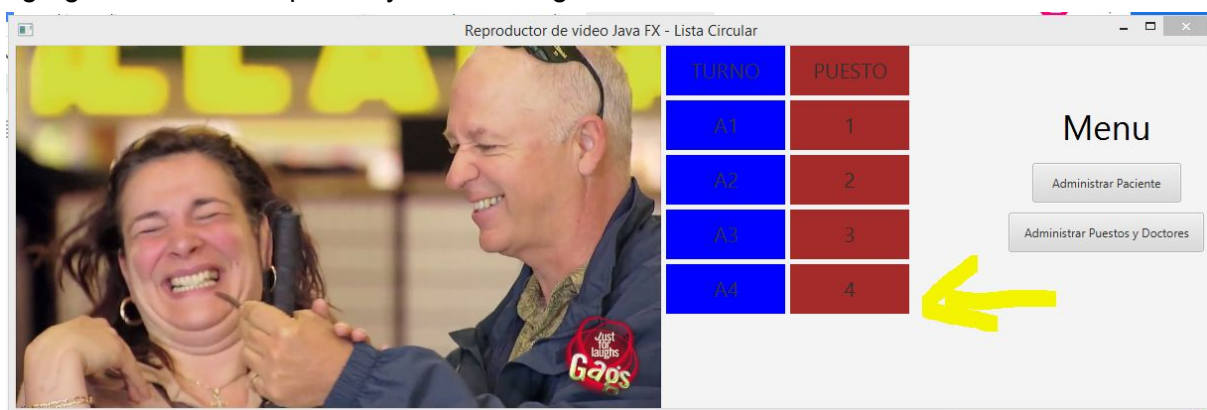 Reproductor de video Java FX - Lista Circular
TURNO PUESTO
A1 1
A2 2
A3 3
A4 4
Menu
Administrar Paciente
Administrar Puestos y Doctores
Just
for
laughs
Gags